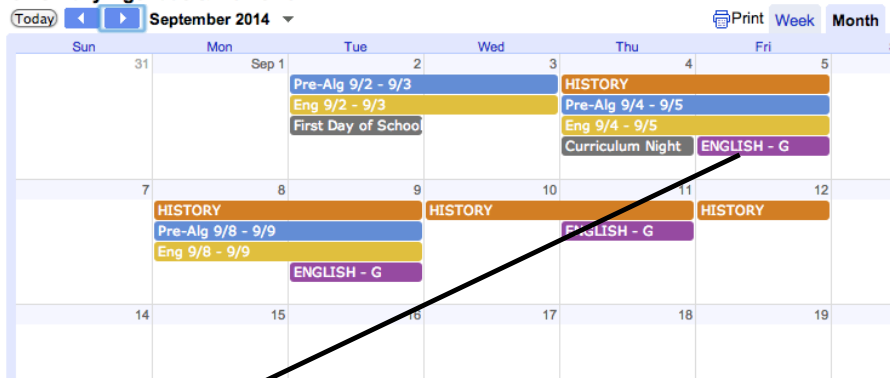 Today September 2014 Print Week Month
Sun Mon Tue Wed Thu Fri
31 Sep 1 2 3 4 5
Pre-Alg 9/2 - 9/3 HISTORY
Eng 9/2 - 9/3 Pre-Alg 9/4 - 9/5
First Day of School Eng 9/4 - 9/5
Curriculum Night ENGLISH - G
7 8 9 10 11 12
HISTORY HISTORY HISTORY
Pre-Alg 9/8 - 9/9 ENGLISH - G
Eng 9/8 - 9/9
ENGLISH - G
14 15 16 17 18 19